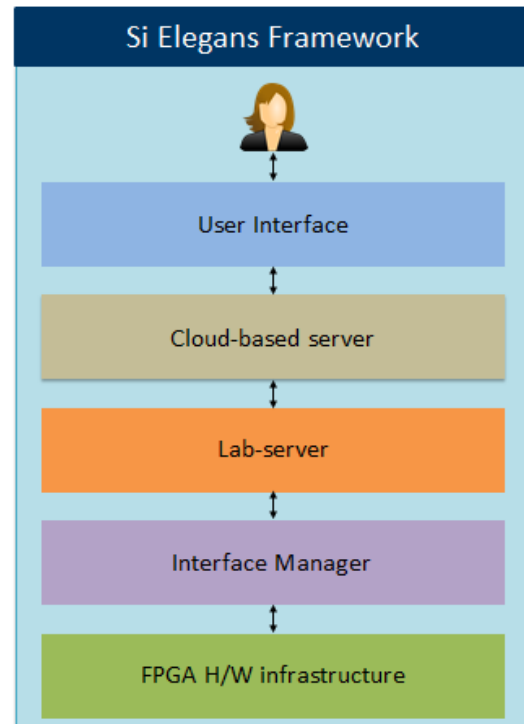 Si Elegans Framework
User Interface
Cloud-based server
Lab-server
Interface Manager
FPGA H/W infrastructure